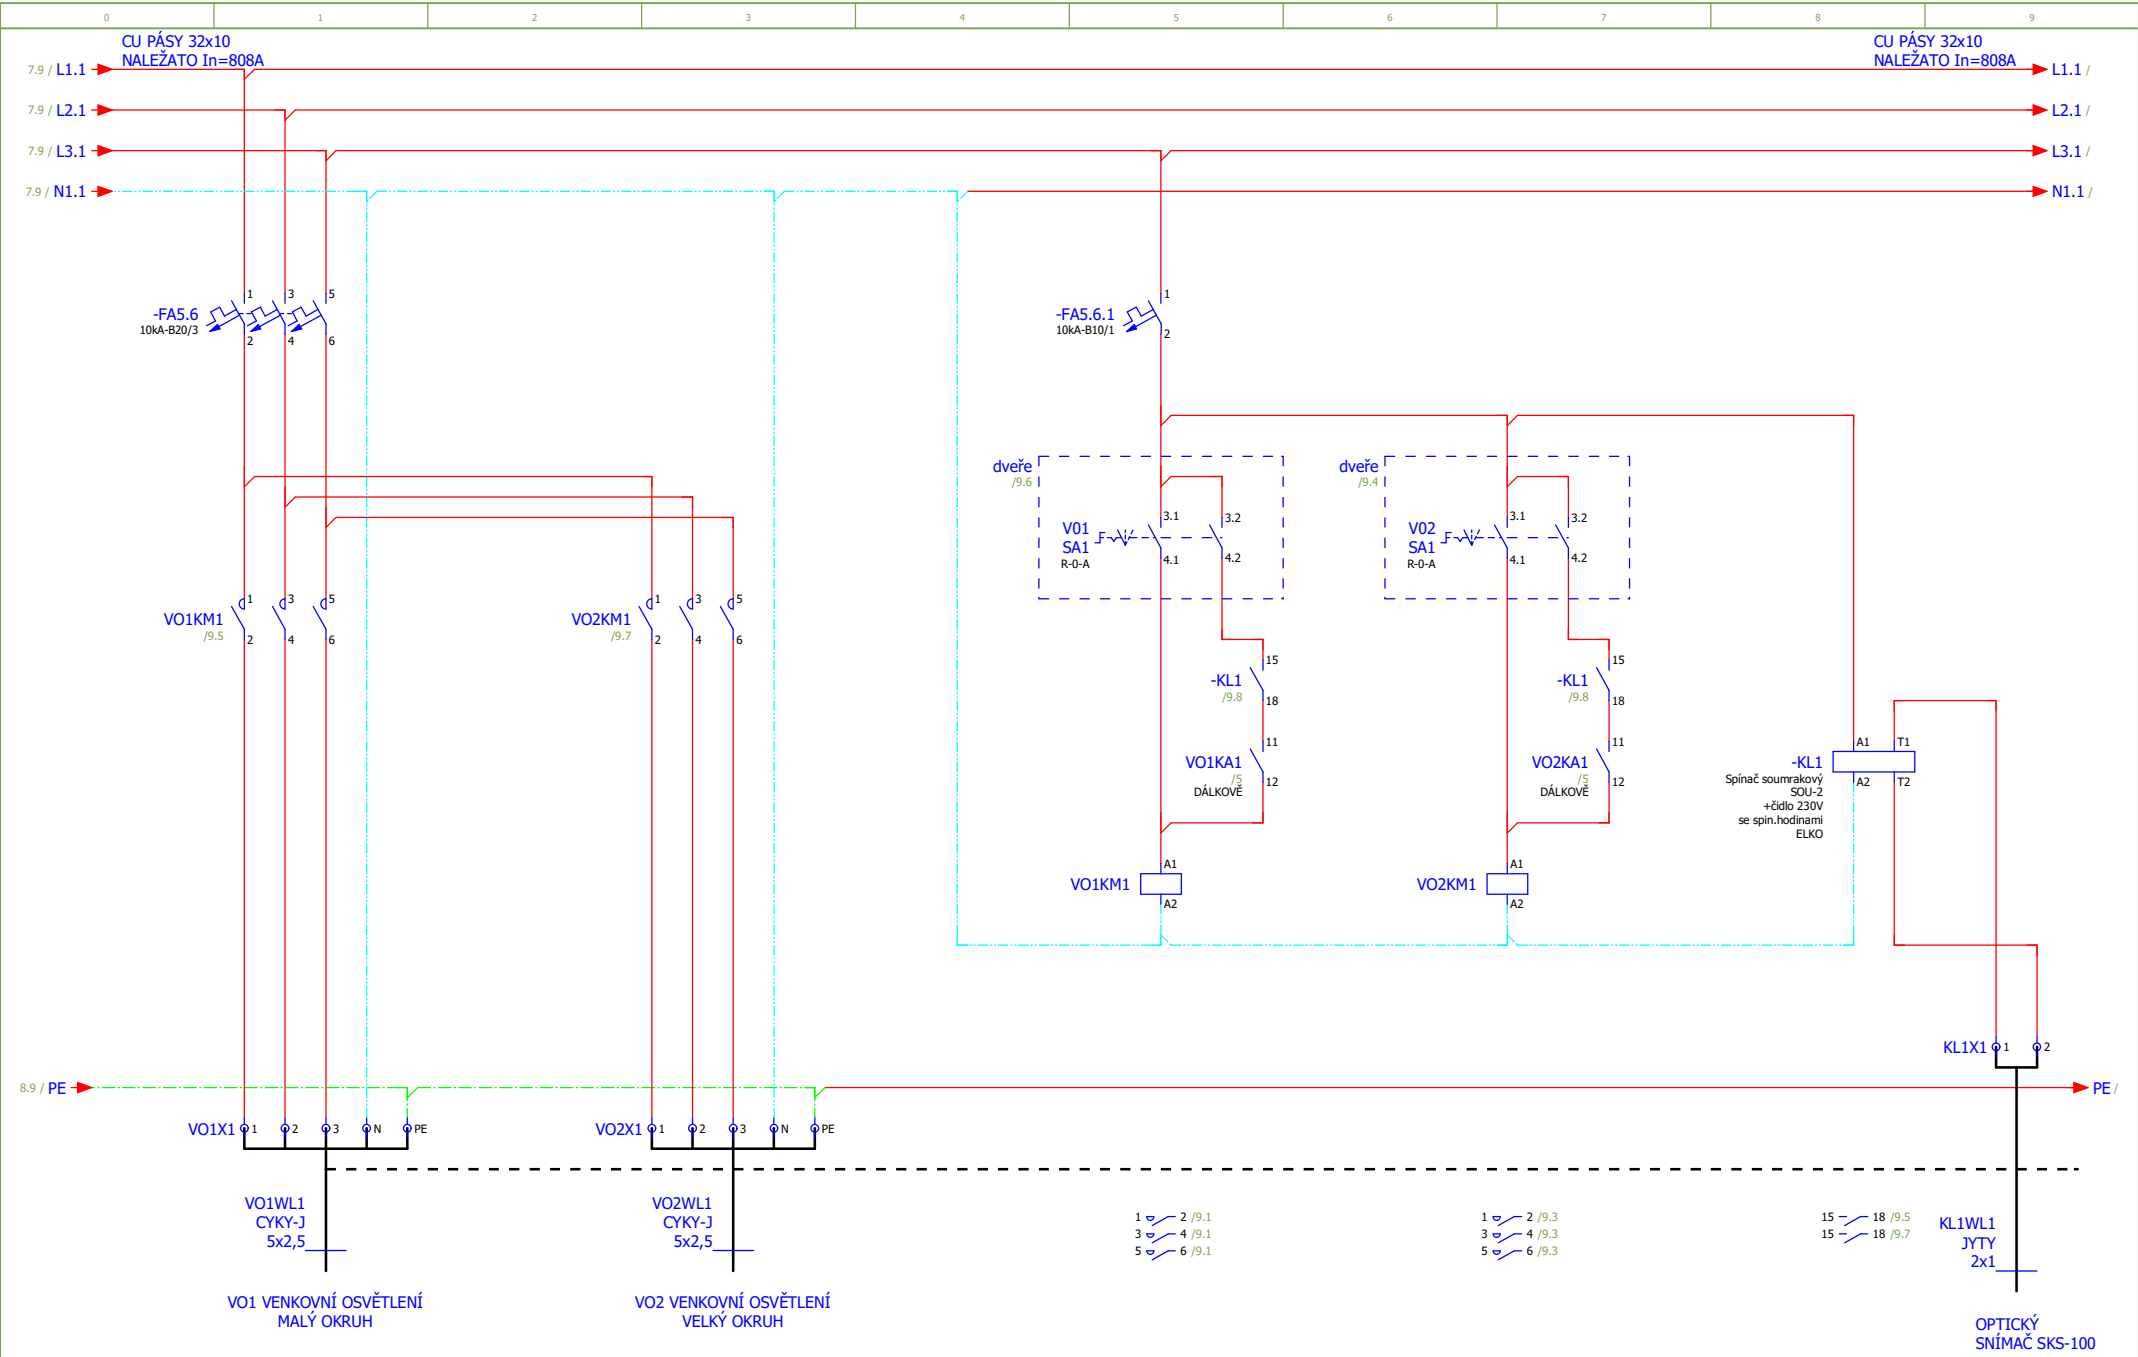 0 1 2 3 4 5 6 7 8 9
CU PÁSY 32x10
NALEŽATO In=808A
CU PÁSY 32x10
NALEŽATO In=808A
7.9 / L1.1
L1.1 /
7.9 / L2.1
L2.1 /
7.9 / L3.1
L3.1 /
7.9 / N1.1
N1.1 /
-FA5.6
10kA-B20/3
1 3 5
2 4 6
-FA5.6.1
10kA-B10/1
1
2
dveře
/9.6
V01
SA1
R-0-A
3.1 3.2
4.1 4.2
dveře
/9.4
V02
SA1
R-0-A
3.1 3.2
4.1 4.2
VO1KM1
/9.5
1 3 5
2 4 6
VO2KM1
/9.7
1 3 5
2 4 6
-KL1
/9.8
15
18
-KL1
/9.8
15
18
VO1KA1
/5
DÁLKOVĚ
11
12
VO2KA1
/5
DÁLKOVĚ
11
12
-KL1
Spínač soumrakový
SOU-2
+čidlo 230V
se spin.hodinami
ELKO
A1 T1
A2 T2
VO1KM1
A1
A2
VO2KM1
A1
A2
KL1X1 1 2
8.9 / PE
PE /
VO1X1 1 2 3 N PE
VO2X1 1 2 3 N PE
VO1WL1
CYKY-J
5x2,5
VO2WL1
CYKY-J
5x2,5
1 2 /9.1
3 4 /9.1
5 6 /9.1
1 2 /9.3
3 4 /9.3
5 6 /9.3
15 18 /9.5
15 18 /9.7
KL1WL1
JYTY
2x1
VO1 VENKOVNÍ OSVĚTLENÍ
MALÝ OKRUH
VO2 VENKOVNÍ OSVĚTLENÍ
VELKÝ OKRUH
OPTICKÝ
SNÍMAČ SKS-100